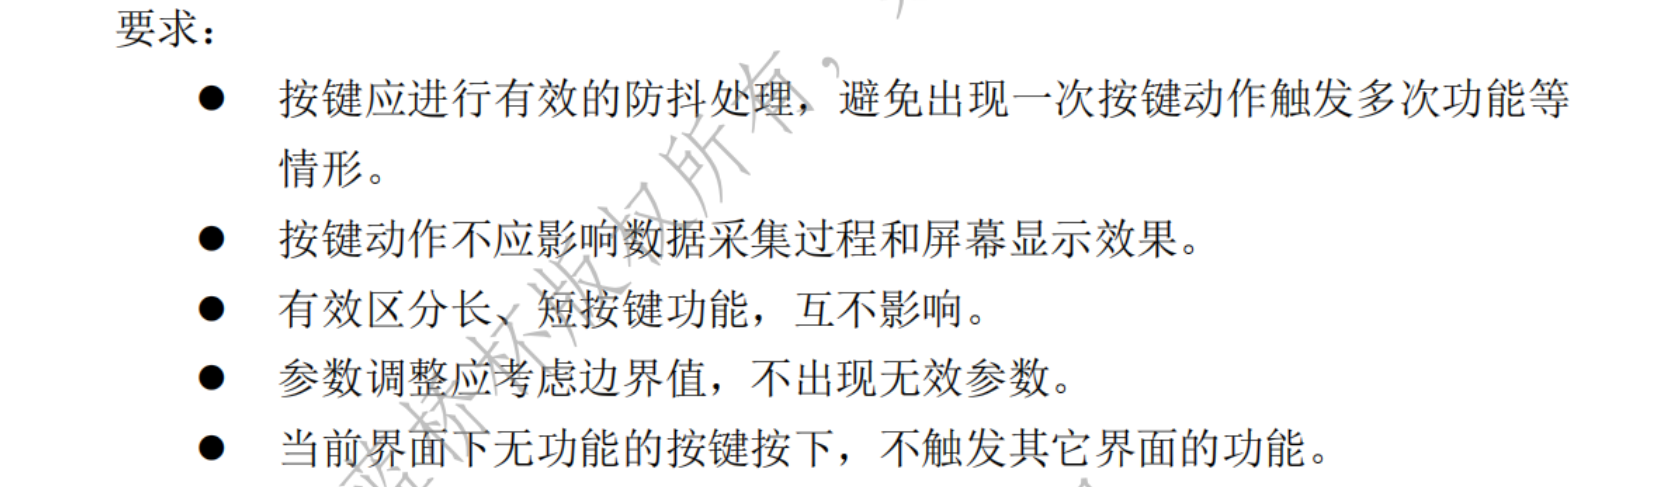 要求：
● 按键应进行有效的防抖处理，避免出现一次按键动作触发多次功能等
情形。
● 按键动作不应影响数据采集过程和屏幕显示效果。
● 有效区分长、短按键功能，互不影响。
● 参数调整应考虑边界值，不出现无效参数。
● 当前界面下无功能的按键按下，不触发其它界面的功能。
蓝桥杯版权所有，